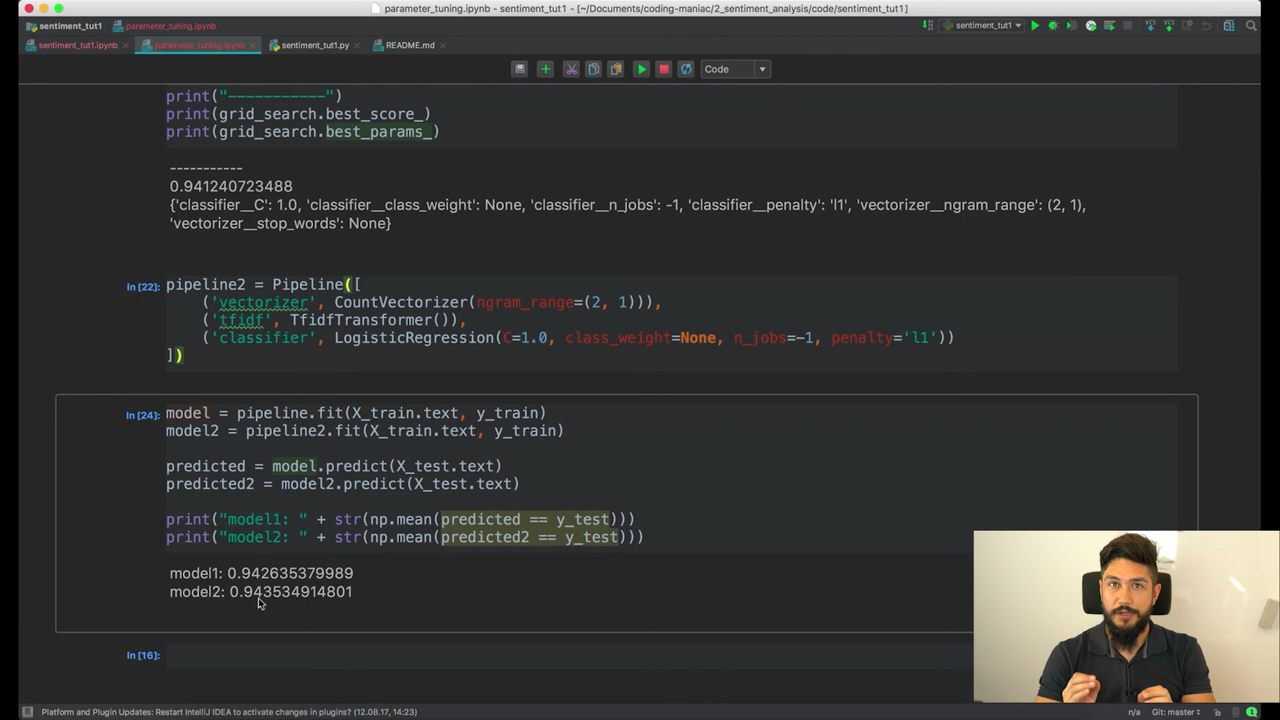 parameter_tuning.ipynb - sentiment_tut1 - [~/Documents/coding-maniac/2_sentiment_analysis/code/sentiment_tut1]
sentiment_tut1 parameter_tuning.ipynb sentiment_tut1
sentiment_tut1.ipynb parameter_tuning.ipynb sentiment_tut1.py README.md
Code
print("-----------")
print(grid_search.best_score_)
print(grid_search.best_params_)
-----------
0.941240723488
{'classifier__C': 1.0, 'classifier__class_weight': None, 'classifier__n_jobs': -1, 'classifier__penalty': 'l1', 'vectorizer__ngram_range': (2, 1),
'vectorizer__stop_words': None}
In [22]: pipeline2 = Pipeline([
('vectorizer', CountVectorizer(ngram_range=(2, 1))),
('tfidf', TfidfTransformer()),
('classifier', LogisticRegression(C=1.0, class_weight=None, n_jobs=-1, penalty='l1'))
])
In [24]: model = pipeline.fit(X_train.text, y_train)
model2 = pipeline2.fit(X_train.text, y_train)
predicted = model.predict(X_test.text)
predicted2 = model2.predict(X_test.text)
print("model1: " + str(np.mean(predicted == y_test)))
print("model2: " + str(np.mean(predicted2 == y_test)))
model1: 0.942635379989
model2: 0.943534914801
In [16]:
Platform and Plugin Updates: Restart IntelliJ IDEA to activate changes in plugins? (12.08.17, 14:23) n/a Git: master 1